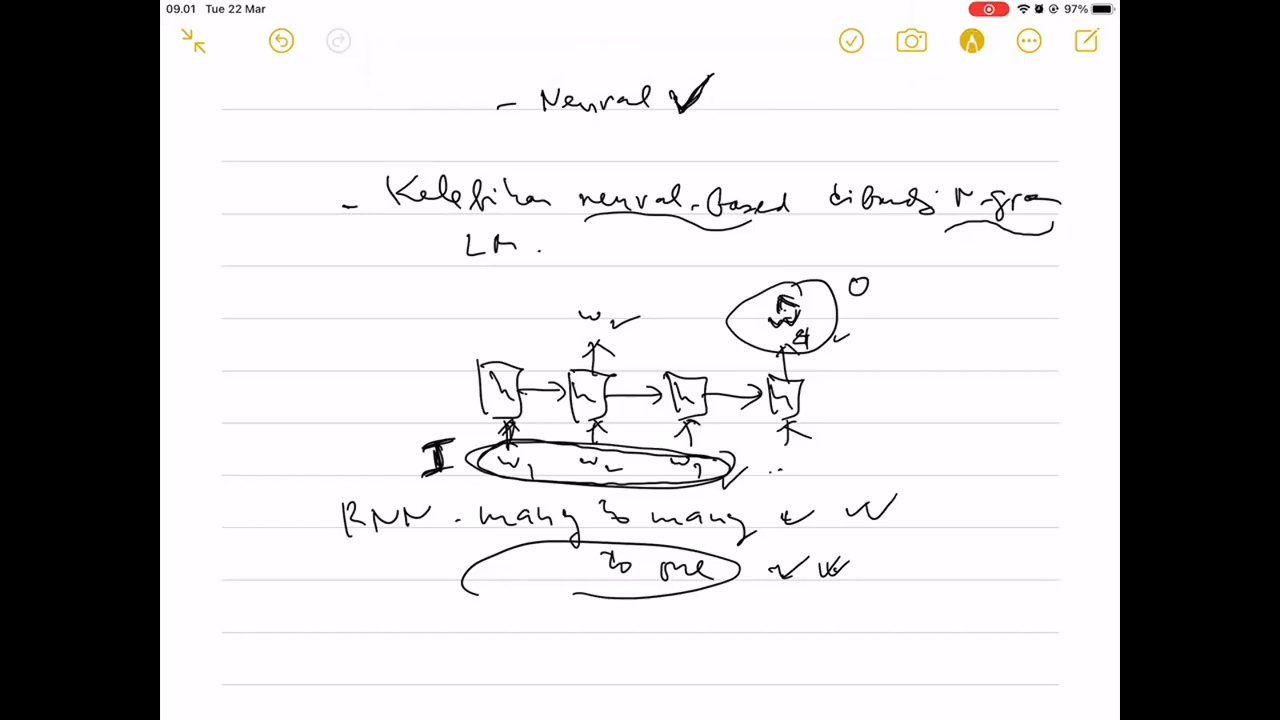 09.01 Tue 22 Mar 97%
- Neural ✓
- Kelebihan neural-based dibandg N-gram
LM.
O
w2 w4
h h h h
I w1 w2 w3 ..
RNN - many to many
to one